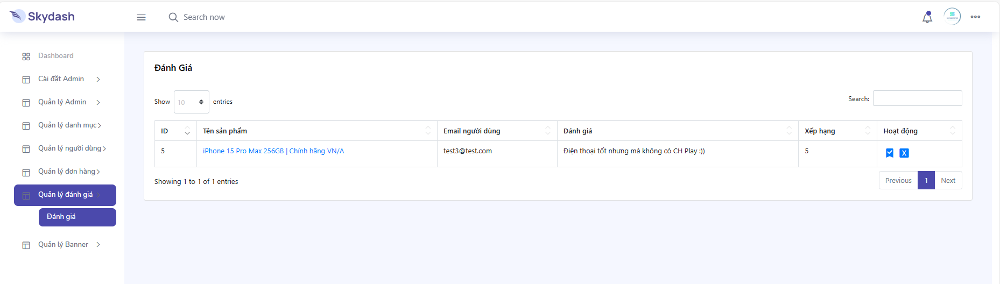 Skydash
Search now
Dashboard
Cài đặt Admin
Quản lý Admin
Quản lý danh mục
Quản lý người dùng
Quản lý đơn hàng
Quản lý đánh giá
Đánh giá
Quản lý Banner
Đánh Giá
Show 10 entries
Search:
ID Tên sản phẩm Email người dùng Đánh giá Xếp hạng Hoạt động
5 iPhone 15 Pro Max 256GB | Chính hãng VN/A test3@test.com Điện thoại tốt nhưng mà không có CH Play :)) 5 X
Showing 1 to 1 of 1 entries
Previous 1 Next